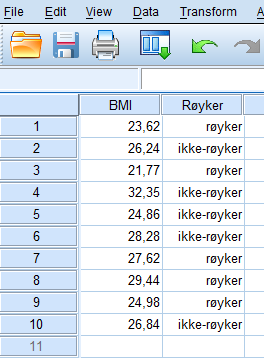 File Edit View Data Transform A
BMI Røyker
1 23,62 røyker
2 26,24 ikke-røyker
3 21,77 røyker
4 32,35 ikke-røyker
5 24,86 ikke-røyker
6 28,28 ikke-røyker
7 27,62 røyker
8 29,44 røyker
9 24,98 røyker
10 26,84 ikke-røyker
11